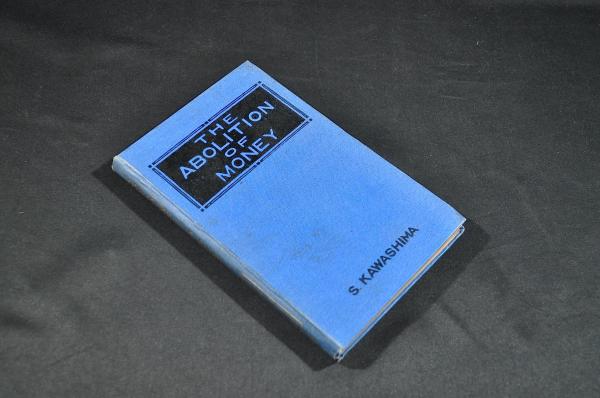 THE
ABOLITION
OF
MONEY
S. KAWASHIMA